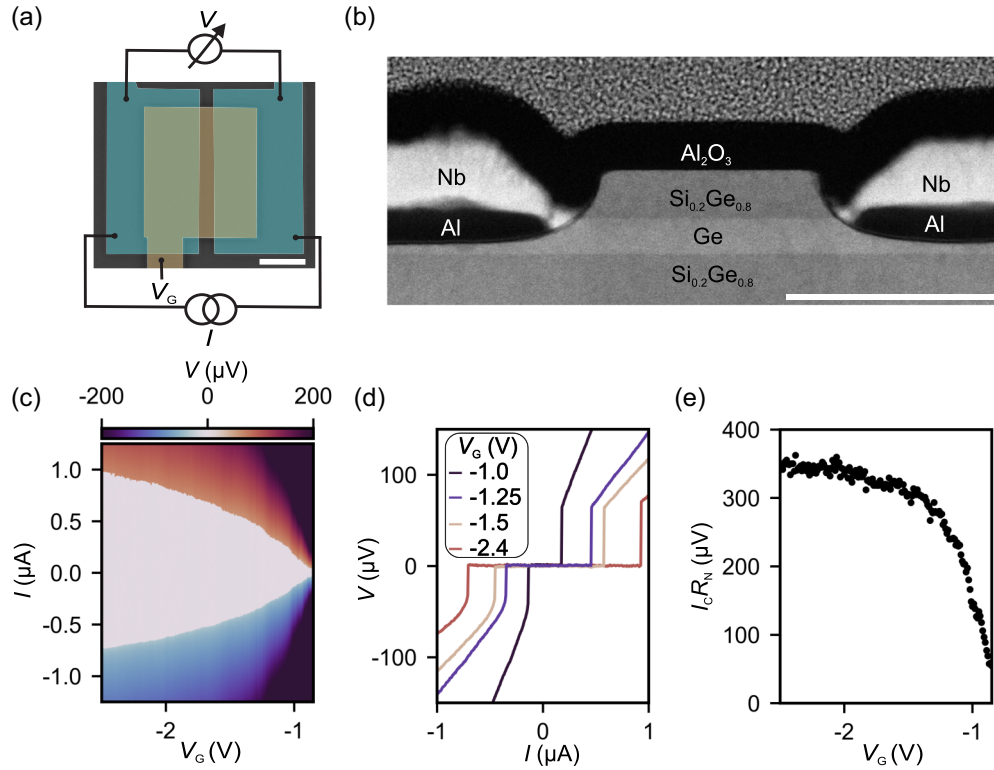 (a)
V
V_G
I
(b)
Al₂O₃
Nb
Nb
Si₀.₂Ge₀.₈
Al
Al
Ge
Si₀.₂Ge₀.₈
(c)
V (µV)
-200 0 200
I (µA)
1.0
0.5
0.0
-0.5
-1.0
-2 -1
V_G (V)
(d)
V_G (V)
-1.0
-1.25
-1.5
-2.4
V (µV)
100
0
-100
-1 0 1
I (µA)
(e)
I_CR_N (µV)
400
300
200
100
0
-2 -1
V_G (V)